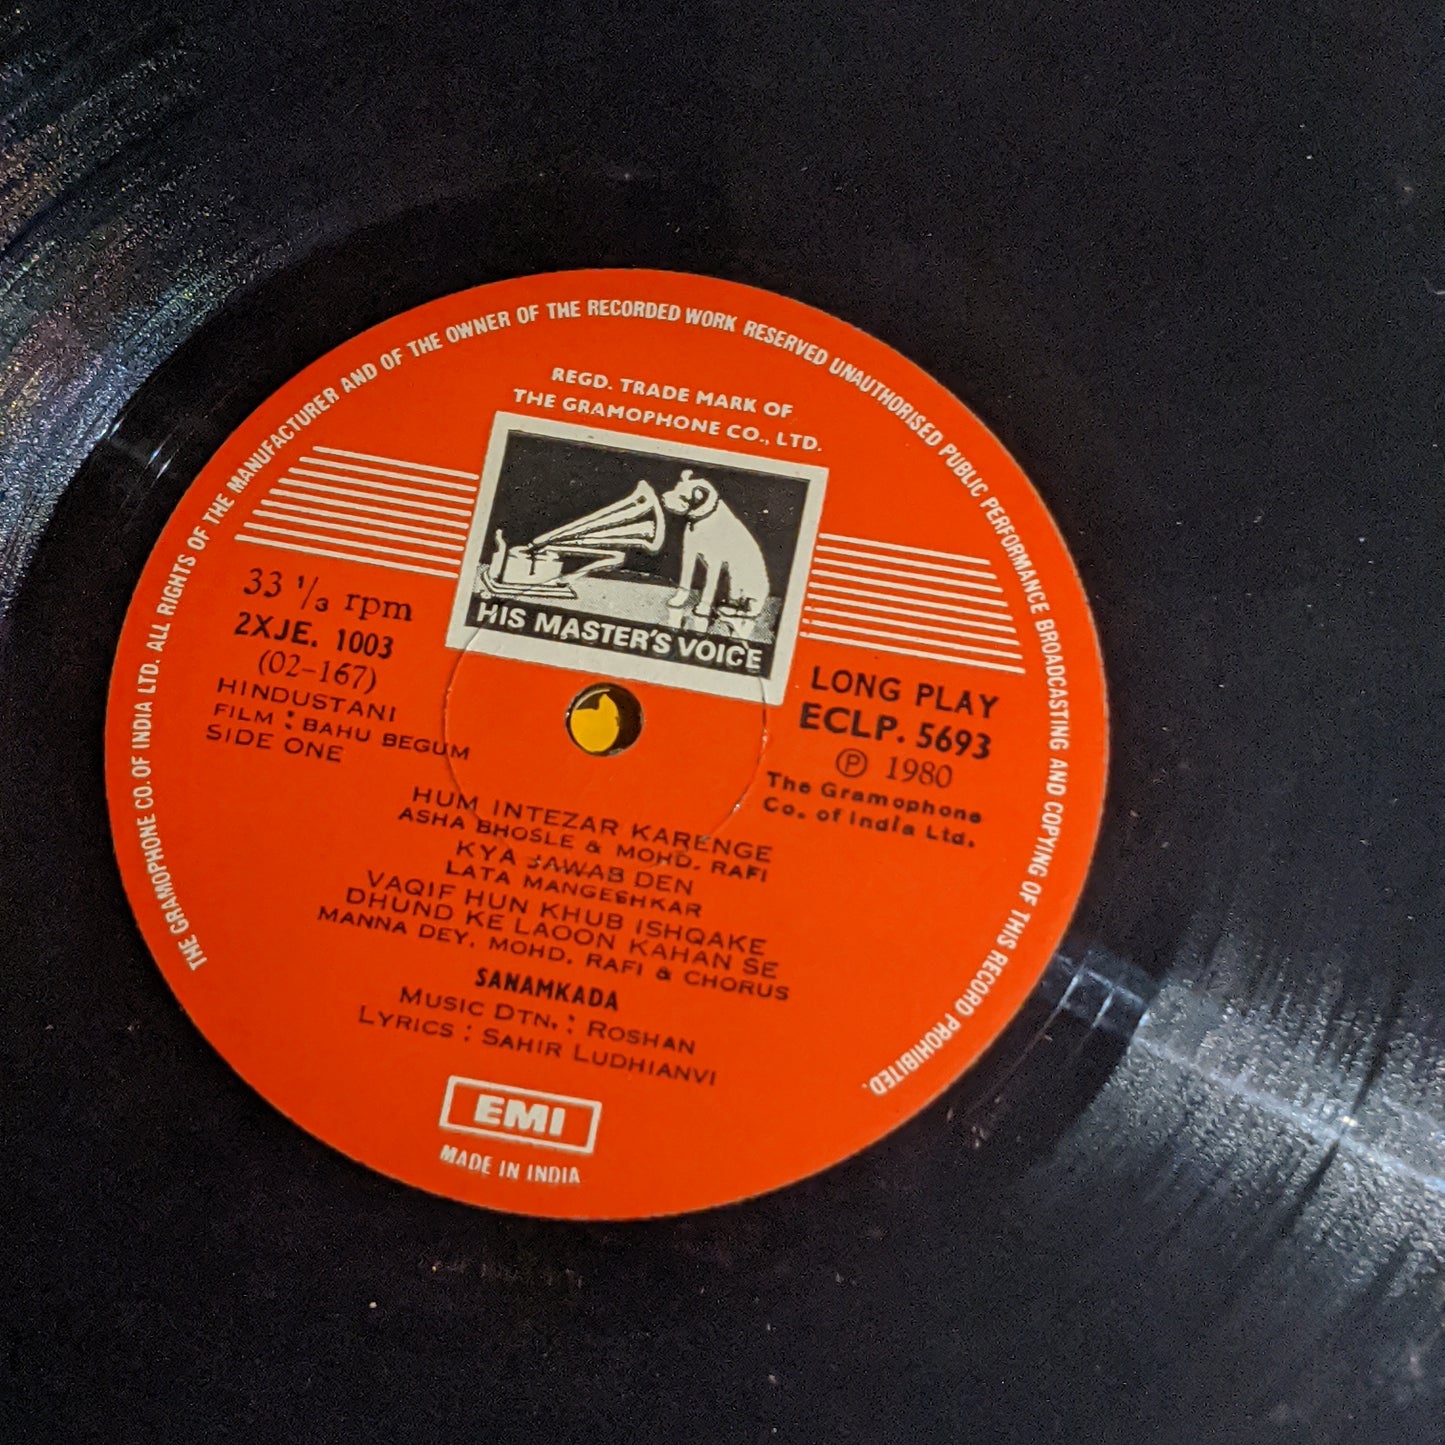 THE GRAMOPHONE CO. OF INDIA LTD. ALL RIGHTS OF THE MANUFACTURER AND OF THE OWNER OF THE RECORDED WORK RESERVED UNAUTHORISED PUBLIC PERFORMANCE BROADCASTING AND COPYING OF THIS RECORD PROHIBITED.
REGD. TRADE MARK OF
THE GRAMOPHONE CO., LTD.
HIS MASTER'S VOICE
33 1/3 rpm
2XJE. 1003
(02-167)
HINDUSTANI
FILM : BAHU BEGUM
SIDE ONE
LONG PLAY
ECLP. 5693
℗ 1980
The Gramophone
Co. of India Ltd.
HUM INTEZAR KARENGE
ASHA BHOSLE & MOHD. RAFI
KYA JAWAB DEN
LATA MANGESHKAR
VAQIF HUN KHUB ISHQAKE
DHUND KE LAOON KAHAN SE
MANNA DEY, MOHD. RAFI & CHORUS
SANAMKADA
MUSIC DTN. : ROSHAN
LYRICS : SAHIR LUDHIANVI
EMI
MADE IN INDIA